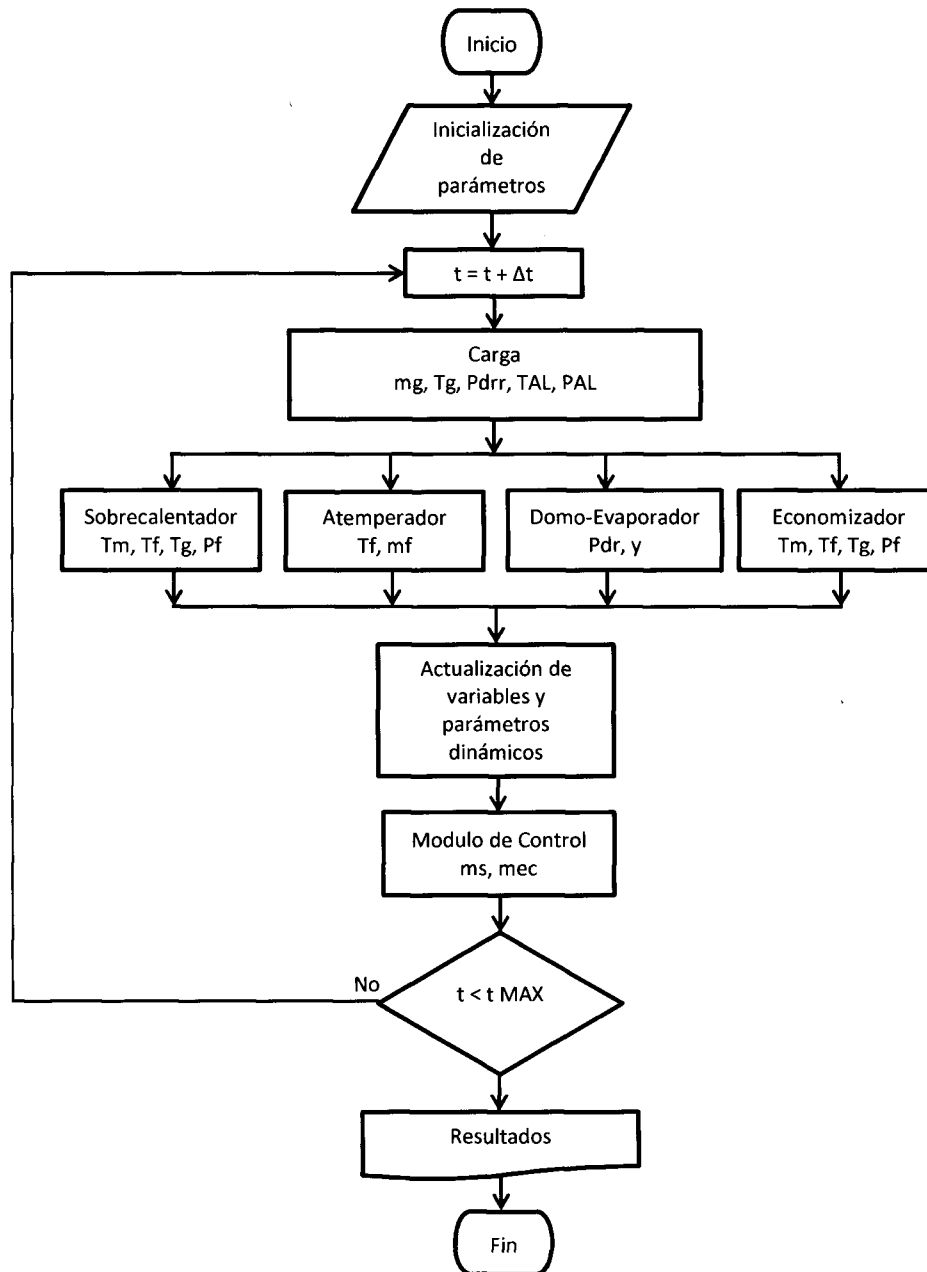 Inicio
Inicialización
de
parámetros
t = t + Δt
Carga
mg, Tg, Pdrr, TAL, PAL
Sobrecalentador
Tm, Tf, Tg, Pf
Atemperador
Tf, mf
Domo-Evaporador
Pdr, y
Economizador
Tm, Tf, Tg, Pf
Actualización de
variables y
parámetros
dinámicos
Modulo de Control
ms, mec
No
t < t MAX
Resultados
Fin